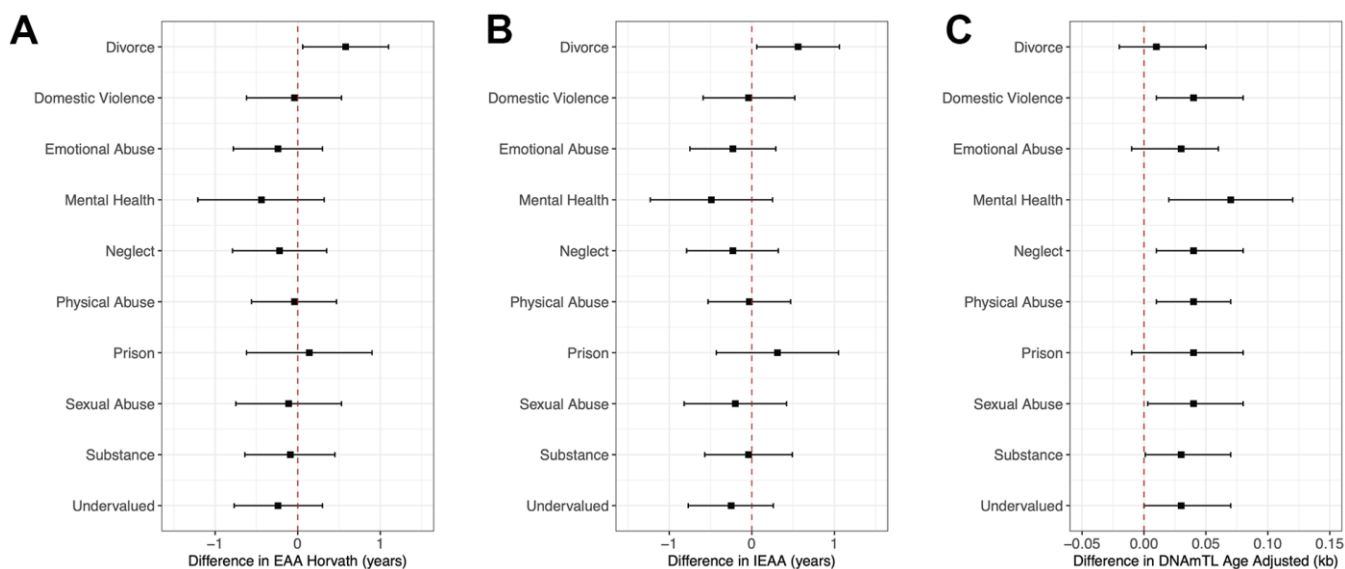 A
Divorce
Domestic Violence
Emotional Abuse
Mental Health
Neglect
Physical Abuse
Prison
Sexual Abuse
Substance
Undervalued
−1 0 1
Difference in EAA Horvath (years)
B
Divorce
Domestic Violence
Emotional Abuse
Mental Health
Neglect
Physical Abuse
Prison
Sexual Abuse
Substance
Undervalued
−1 0 1
Difference in IEAA (years)
C
Divorce
Domestic Violence
Emotional Abuse
Mental Health
Neglect
Physical Abuse
Prison
Sexual Abuse
Substance
Undervalued
−0.05 0.00 0.05 0.10 0.15
Difference in DNAmTL Age Adjusted (kb)